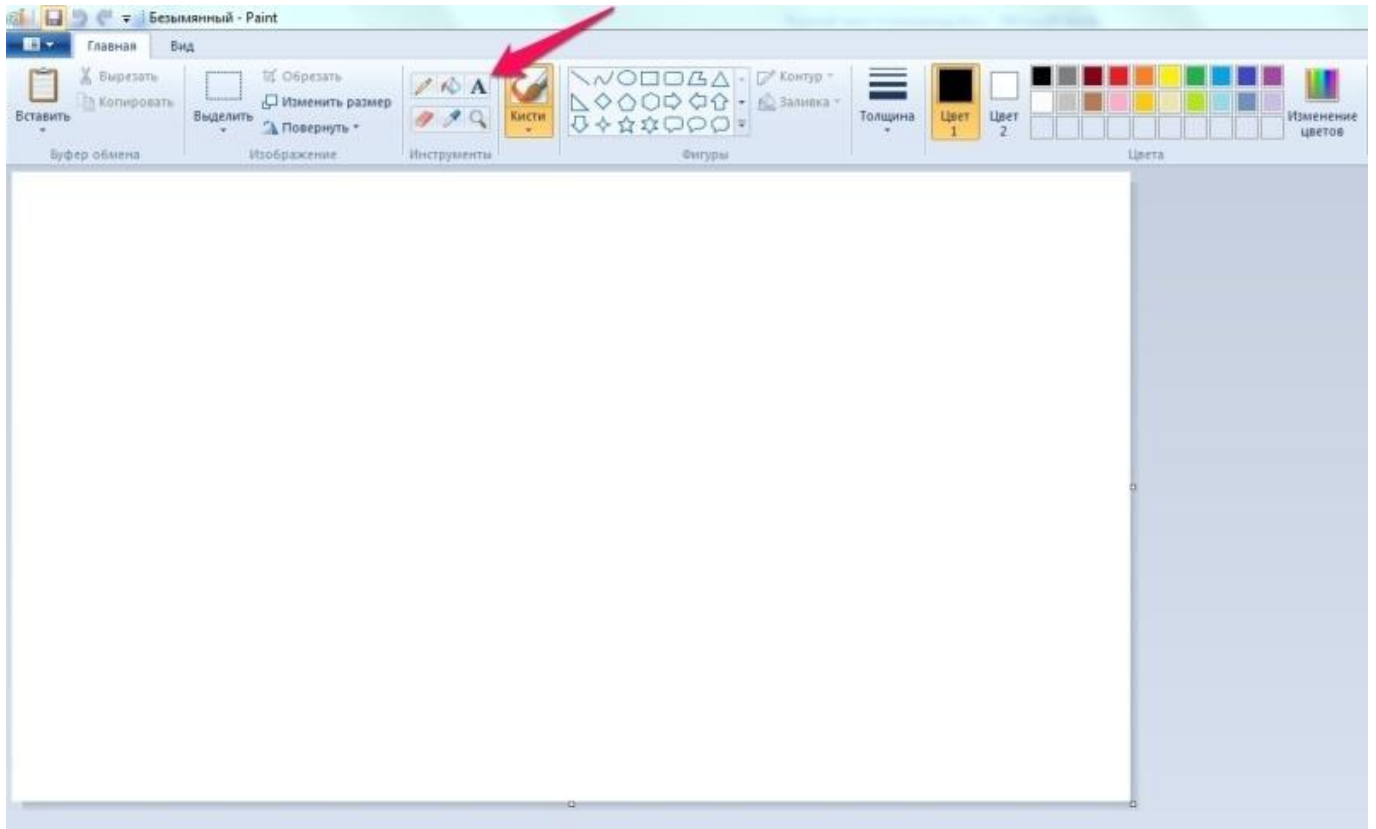 Безымянный - Paint
Главная Вид
Вставить
Вырезать
Копировать
Буфер обмена
Выделить
Обрезать
Изменить размер
Повернуть
Изображение
A
Инструменты
Кисти
Контур
Заливка
Фигуры
Толщина
Цвет
1
Цвет
2
Изменение
цветов
Цвета